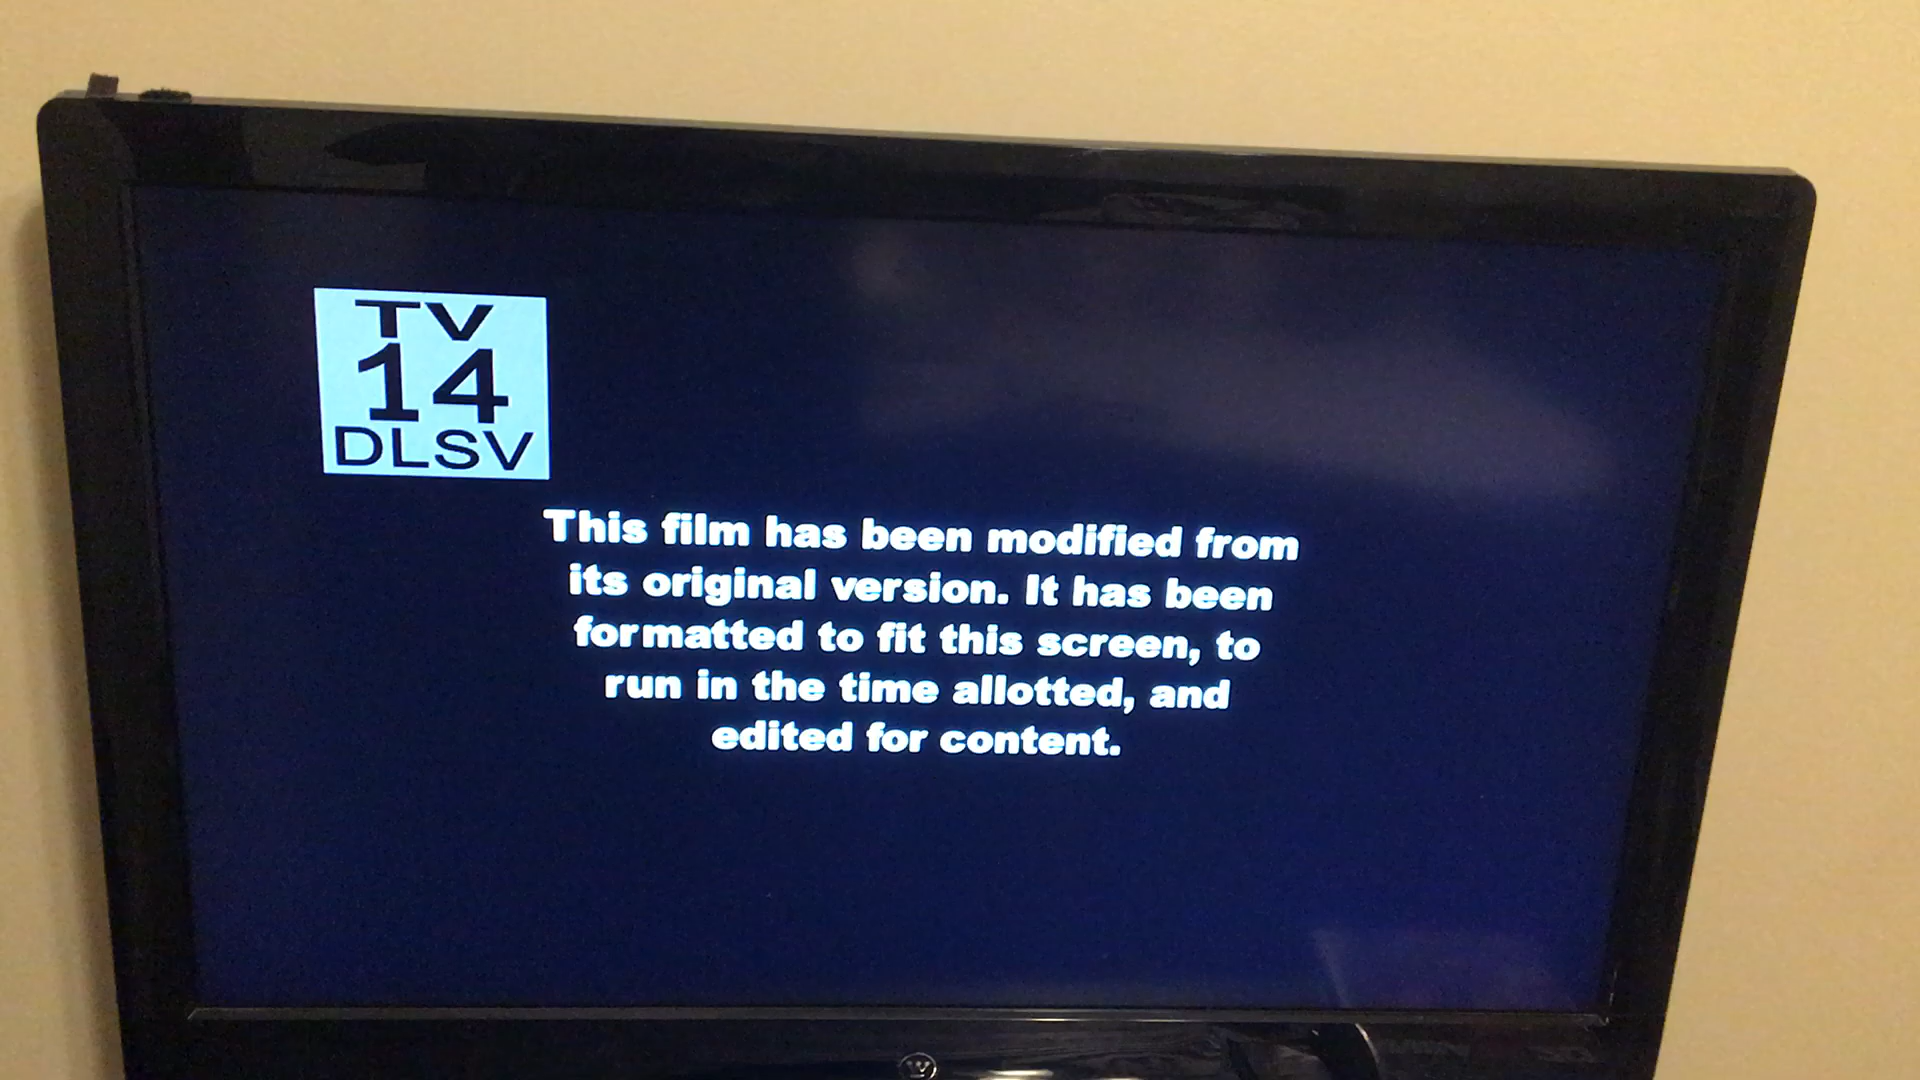 TV
14
DLSV
This film has been modified from
its original version. It has been
formatted to fit this screen, to
run in the time allotted, and
edited for content.